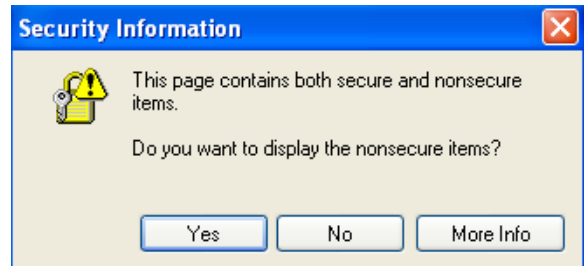 Security Information
This page contains both secure and nonsecure
items.
Do you want to display the nonsecure items?
Yes No More Info